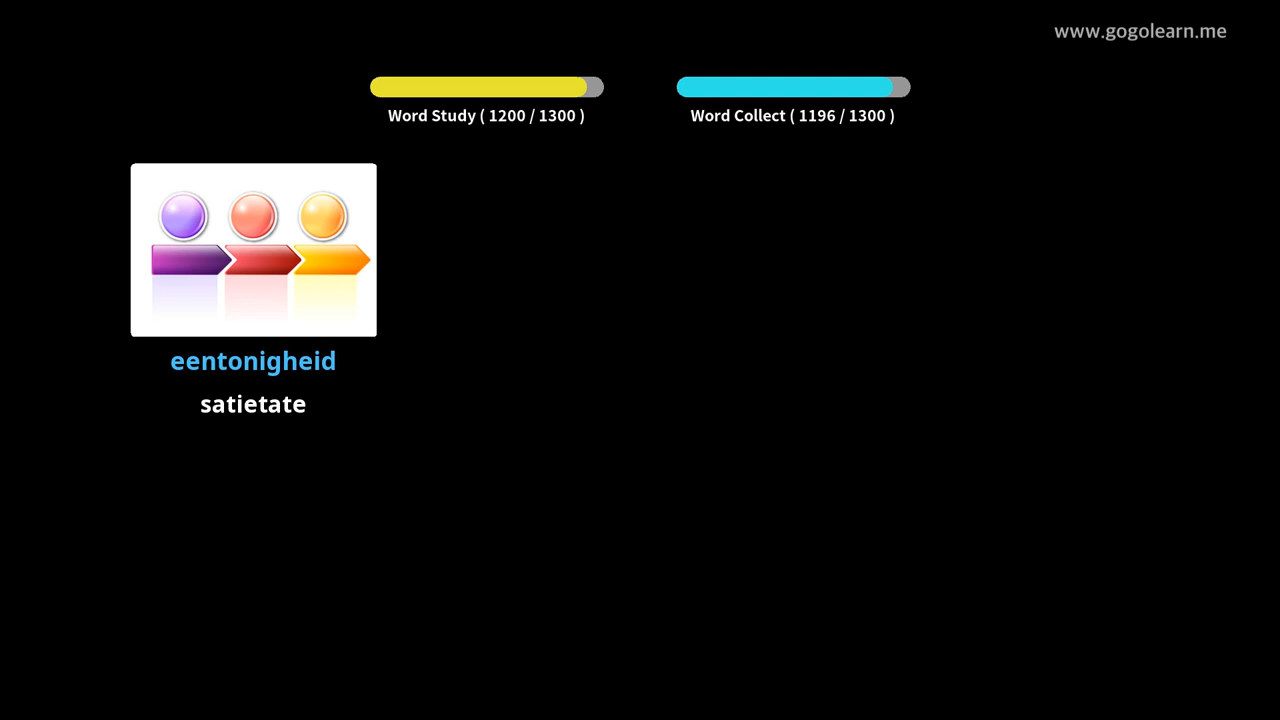 www.gogolearn.me
Word Study ( 1200 / 1300 )
Word Collect ( 1196 / 1300 )
eentonigheid
satietate